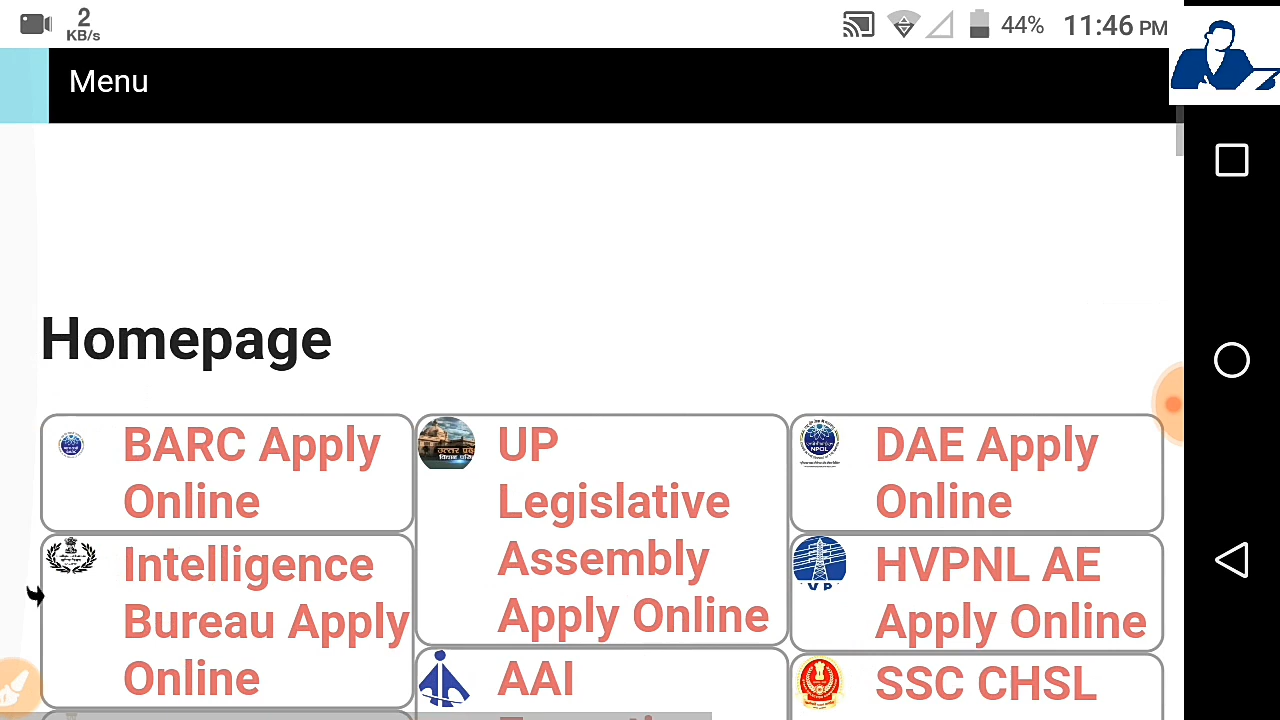 2
KB/s
44% 11:46 PM
Menu
Homepage
BARC Apply
Online
UP
Legislative
Assembly
Apply Online
DAE Apply
Online
NPOL
Intelligence
Bureau Apply
Online
HVPNL AE
Apply Online
AAI
SSC CHSL